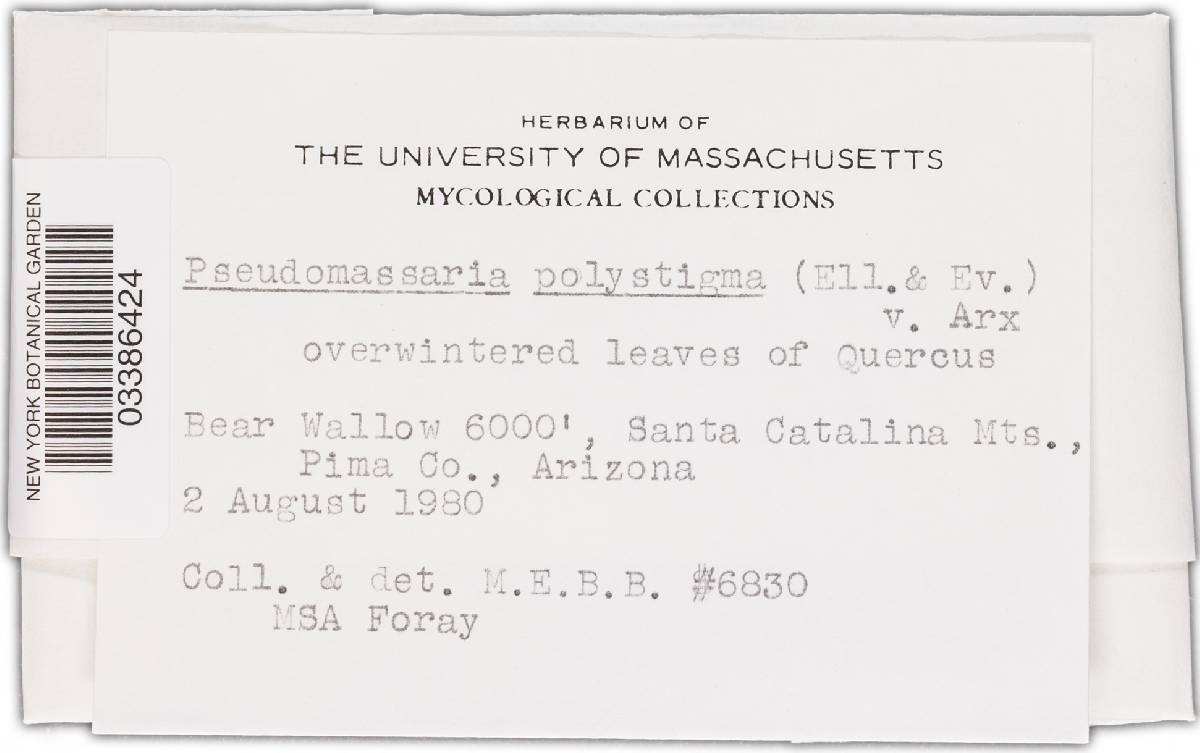 HERBARIUM OF
THE UNIVERSITY OF MASSACHUSETTS
MYCOLOGICAL COLLECTIONS
Pseudomassaria polystigma (Ell.& Ev.)
v. Arx
overwintered leaves of Quercus
Bear Wallow 6000', Santa Catalina Mts.,
Pima Co., Arizona
2 August 1980
Coll. & det. M.E.B.B. #6830
MSA Foray
NEW YORK BOTANICAL GARDEN
03386424